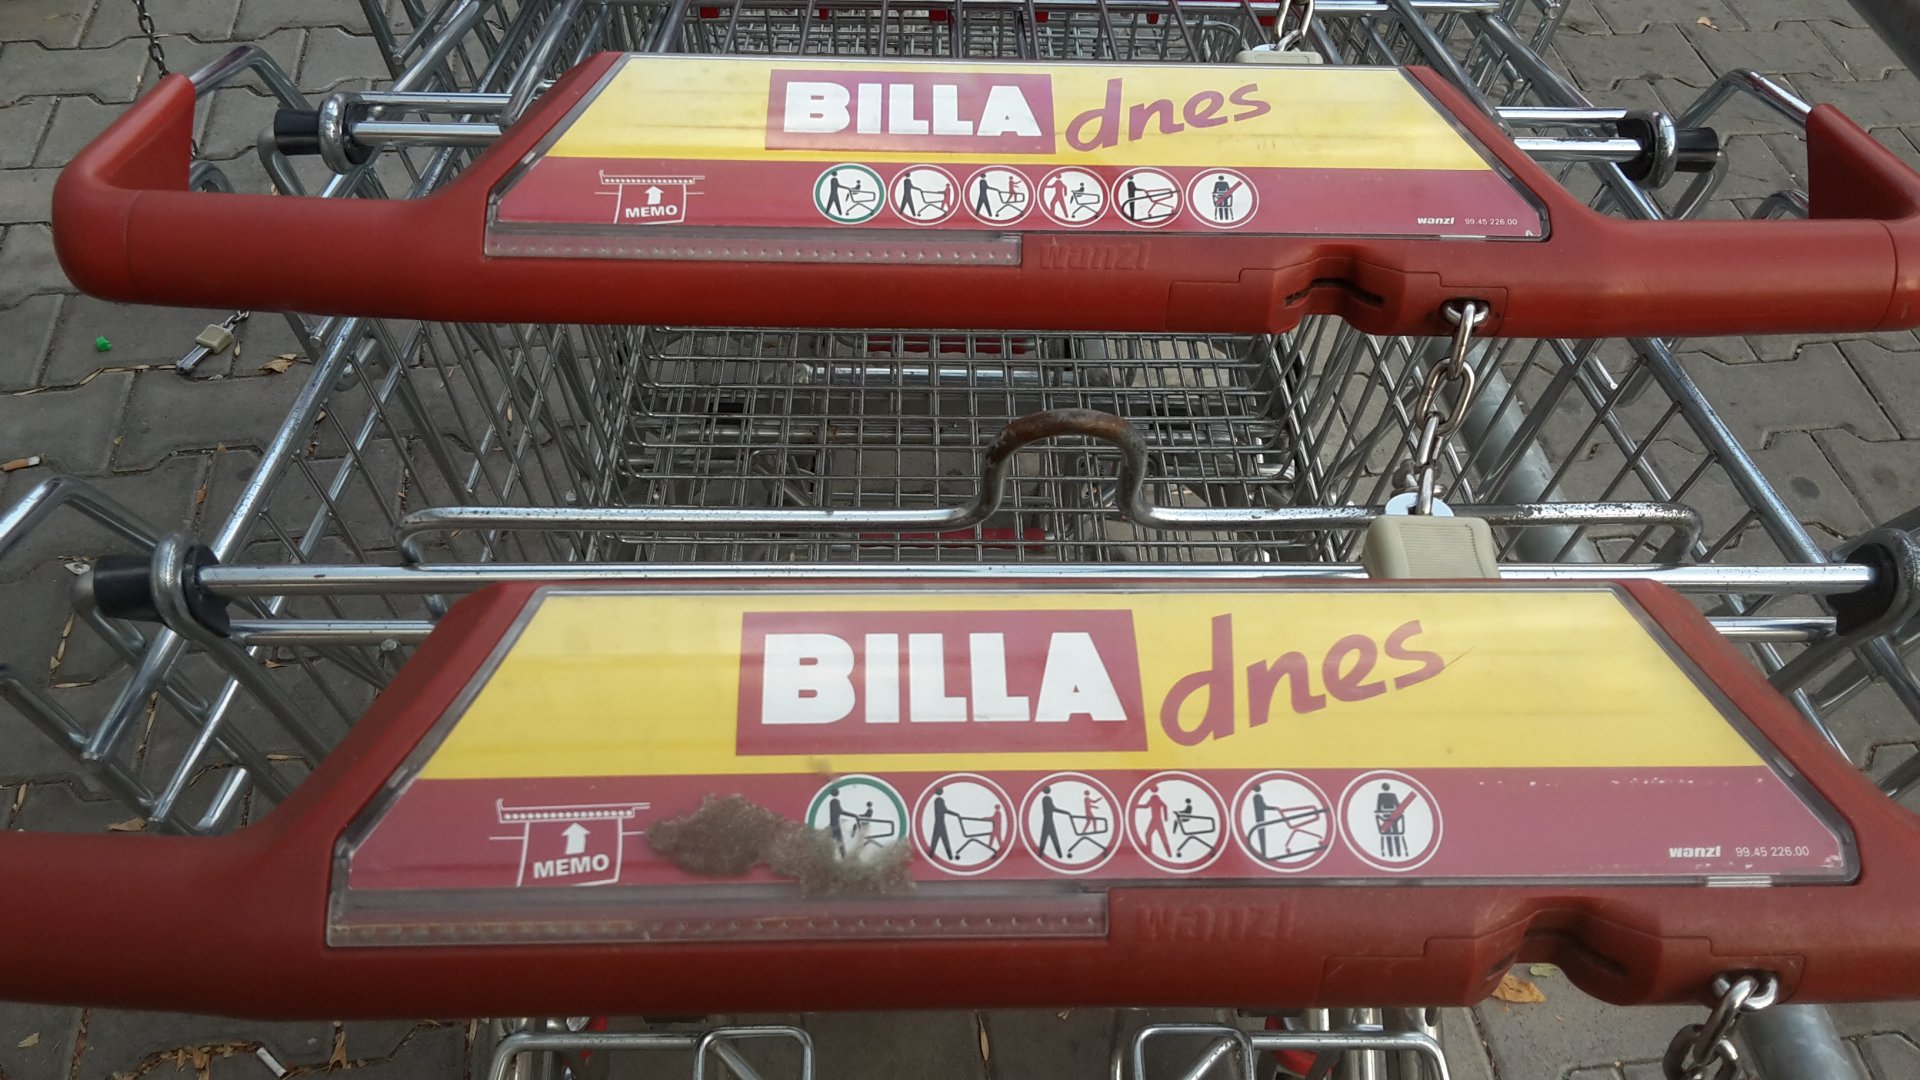 BILLA dnes
MEMO
wanzl 99.45 226.00
wanzl
BILLA dnes
MEMO
wanzl 99.45 226.00
wanzl